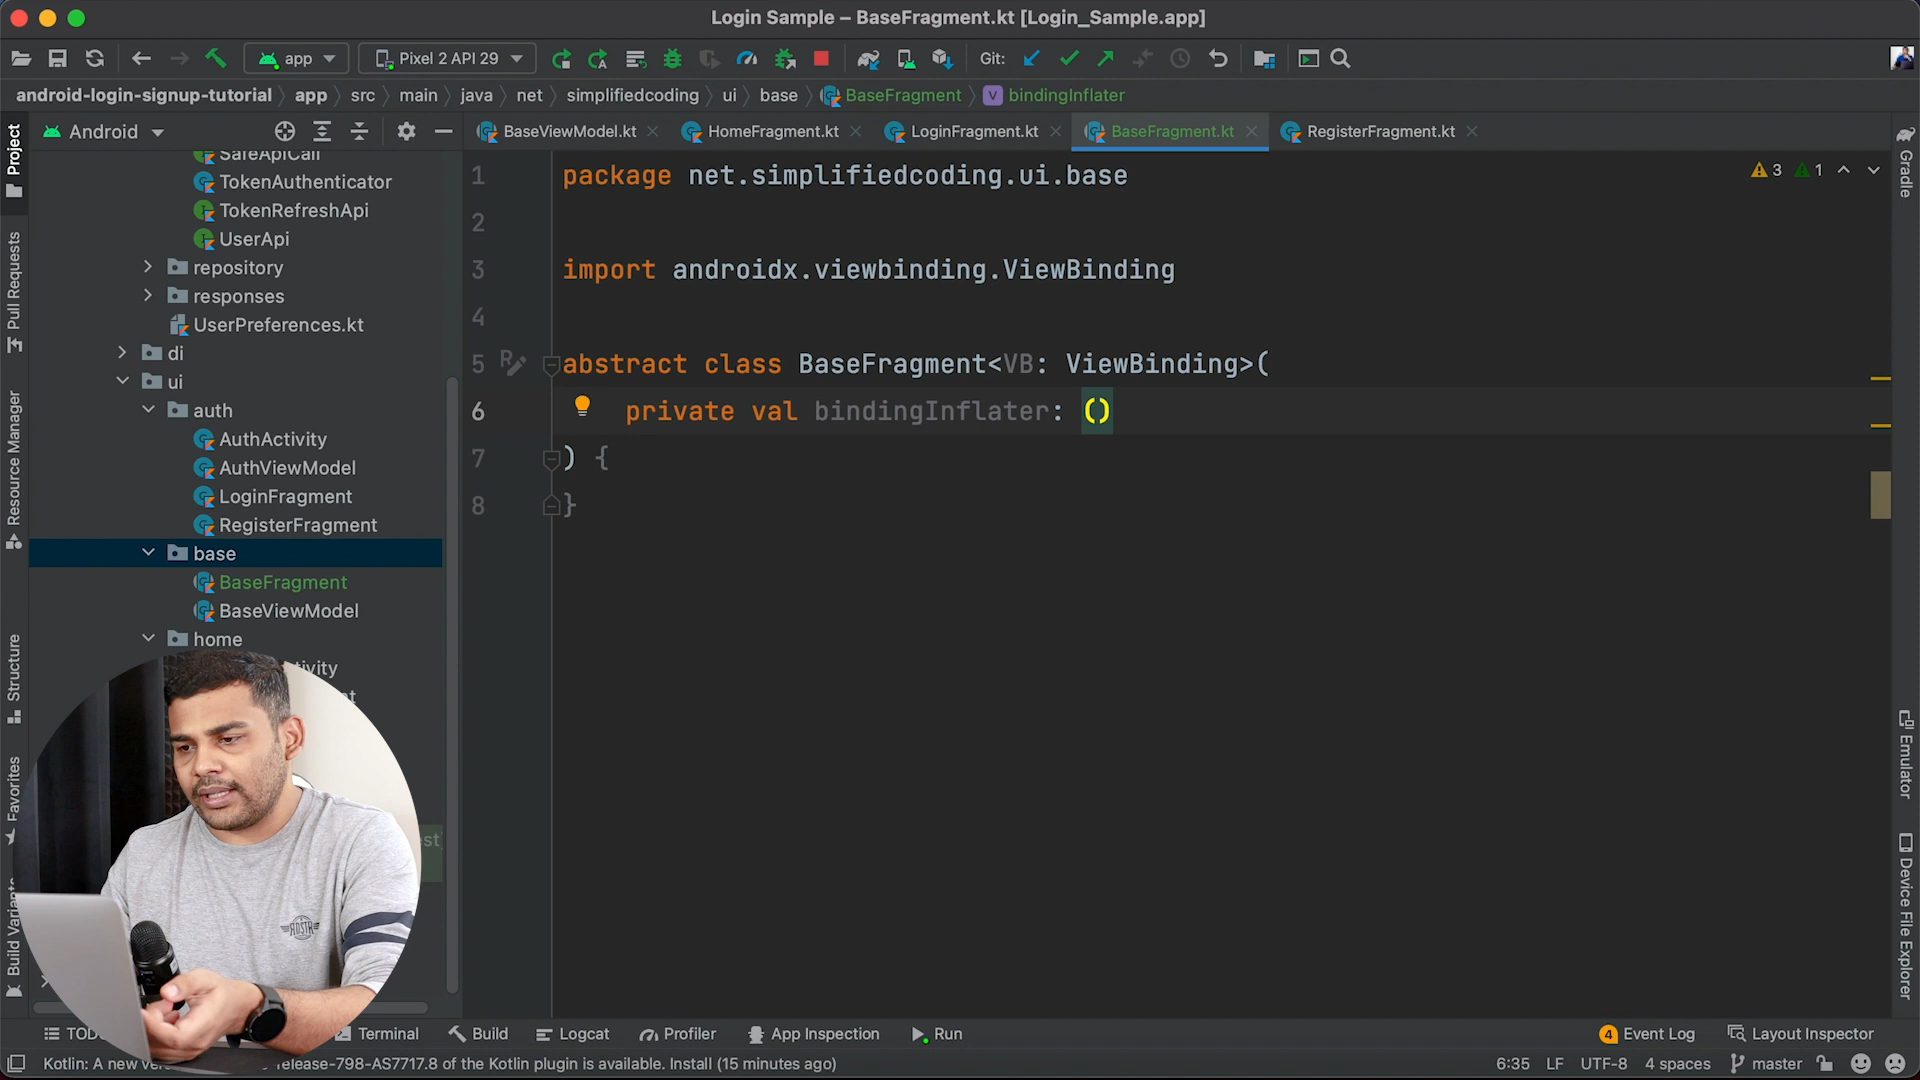 Login Sample – BaseFragment.kt [Login_Sample.app]
app
Pixel 2 API 29
Git:
android-login-signup-tutorial
app
src
main
java
net
simplifiedcoding
ui
base
BaseFragment
V
bindingInflater
Project
Pull Requests
Resource Manager
Structure
Favorites
Android
SafeApiCall
TokenAuthenticator
TokenRefreshApi
UserApi
repository
responses
UserPreferences.kt
di
ui
auth
AuthActivity
AuthViewModel
LoginFragment
RegisterFragment
base
BaseFragment
BaseViewModel
home
BaseViewModel.kt
HomeFragment.kt
LoginFragment.kt
BaseFragment.kt
RegisterFragment.kt
3
1
1 package net.simplifiedcoding.ui.base
2
3 import androidx.viewbinding.ViewBinding
4
5 abstract class BaseFragment<VB: ViewBinding>(
6 private val bindingInflater: ()
7 ) {
8 }
RDSTR
Gradle
Emulator
Device File Explorer
Terminal
Build
Logcat
Profiler
App Inspection
Run
4 Event Log
Layout Inspector
Kotlin: A new
release-798-AS7717.8 of the Kotlin plugin is available. Install (15 minutes ago)
6:35
LF
UTF-8
4 spaces
master